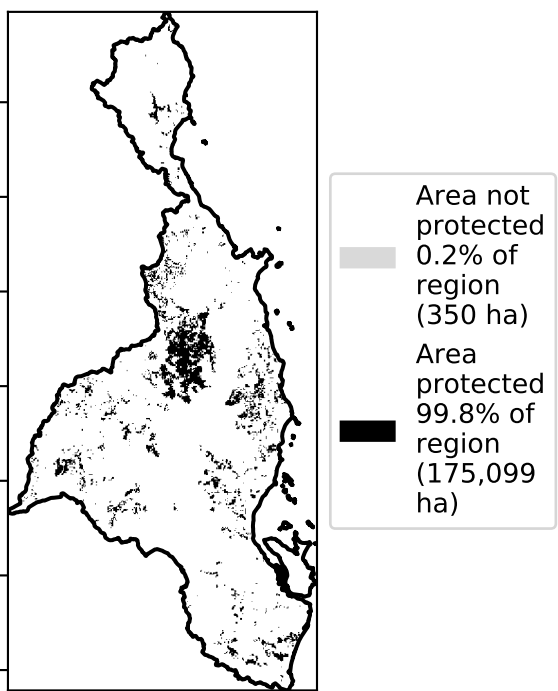 Area not
protected
0.2% of
region
(350 ha)
Area
protected
99.8% of
region
(175,099
ha)